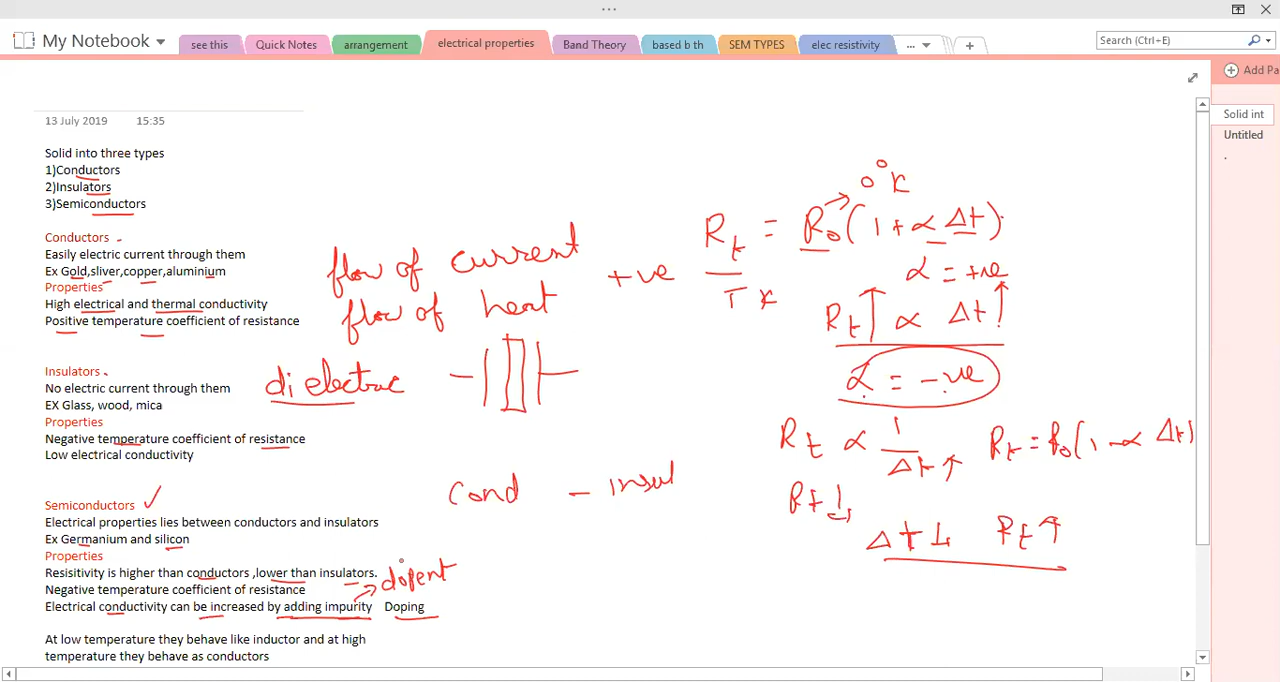 ...
My Notebook
see this
Quick Notes
arrangement
electrical properties
Band Theory
based b th
SEM TYPES
elec resistivity
...
+
Search (Ctrl+E)
Add Pa
Solid int
Untitled
13 July 2019 15:35
Solid into three types
1)Conductors
2)Insulators
3)Semiconductors
Conductors
Easily electric current through them
Ex Gold,sliver,copper,aluminium
Properties
High electrical and thermal conductivity
Positive temperature coefficient of resistance
Insulators
No electric current through them
EX Glass, wood, mica
Properties
Negative temperature coefficient of resistance
Low electrical conductivity
Semiconductors ✓
Electrical properties lies between conductors and insulators
Ex Germanium and silicon
Properties
Resisitivity is higher than conductors ,lower than insulators.
Negative temperature coefficient of resistance
Electrical conductivity can be increased by adding impurity Doping
At low temperature they behave like inductor and at high
temperature they behave as conductors
flow of current
flow of heat
+ve
dielectric
cond – insul
→ dopent
0°K
Rt = R0 (1 + α Δt)
T K
α = +ve
Rt ↑ ∝ Δt ↑
α = -ve
Rt ∝ 1/Δt ↑
Rt = R0 (1 - α Δt)
Rt ↓
Δt ↓ Rt ↑